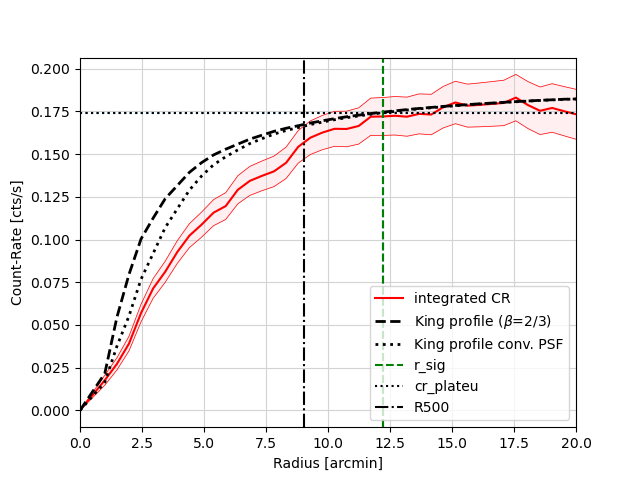 0.200
0.175
0.150
0.125
0.100
0.075
0.050
0.025
0.000
Count-Rate [cts/s]
integrated CR
King profile (β=2/3)
King profile conv. PSF
r_sig
cr_plateu
R500
0.0 2.5 5.0 7.5 10.0 12.5 15.0 17.5 20.0
Radius [arcmin]